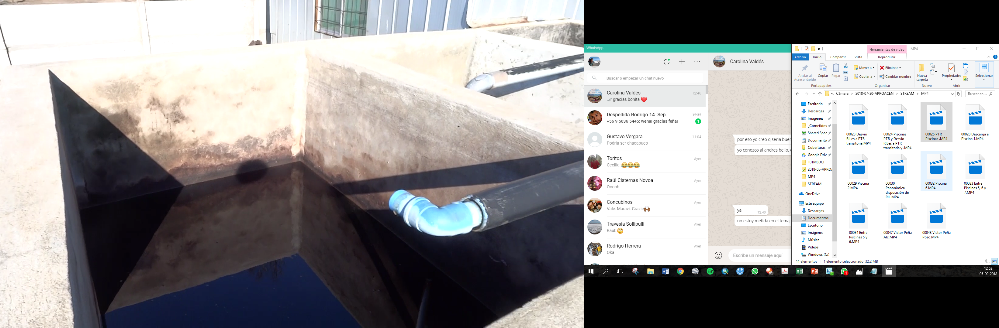 WhatsApp
Buscar o empezar un chat nuevo
Carolina Valdés
12:46
gracias bonita ❤️
Despedida Rodrigo 14. Sep
12:32
+56 9 5636 5445: wena! gracias feña!
1
Gustavo Vergara
11:04
Podria ser chacabuco
Toritos
Ayer
Cecilia: 😂😂😂
Raúl Cisternas Novoa
Ayer
Ooooh
Concubinos
Ayer
Vale: Maravi. Grazie🙌🏾
Travesia Sollipulli
Ayer
Raúl: 🙄
Rodrigo Herrera
Ayer
Oka
Carolina Valdés
por eso yo creo q seria buen
yo conozco al andres bello,
ya
12:40
no estoy metida en el tema,
Escribe un mensaje aquí
Herramientas de vídeo
MP4
Archivo
Inicio
Compartir
Vista
Reproducir
Anclar al
Acceso rápido
Copiar
Pegar
Portapapeles
Mover a
Copiar a
Eliminar
Cambiar nombre
Organizar
Nueva
carpeta
Nuevo
Propiedades
Abrir
Seleccionar
« Cámara > 2018-07-30-APROACEN > STREAM > MP4
Buscar en ...
Escritorio
Descargas
Imágenes
_Cometidos
Shared Spac
Documento
Coberturas
Google Driv
101MSDCF
2018-05-APROA
MP4
STREAM
OneDrive
Este equipo
Descargas
Documentos
Escritorio
Imágenes
Música
Vídeos
Windows (C:)
00023 Desvio
RILes a PTR
transitoria.MP4
00024 Piscinas
PTR y Desvio
RILes a PTR
transitoria y .MP4
00025 PTR
Piscinas .MP4
00028 Descarga a
Piscina 1.MP4
00029 Piscina
2.MP4
00030
Panorámica
disposición de
RIL.MP4
00032 Piscina
6.MP4
00033 Entre
Piscinas 5, 6 y
7.MP4
00034 Entre
Piscinas 5 y
6.MP4
00047 Victor Peña
Alc.MP4
00048 Victor Peña
Pozo.MP4
11 elementos
1 elemento seleccionado 32.2 MB
1
12:53
05-09-2018